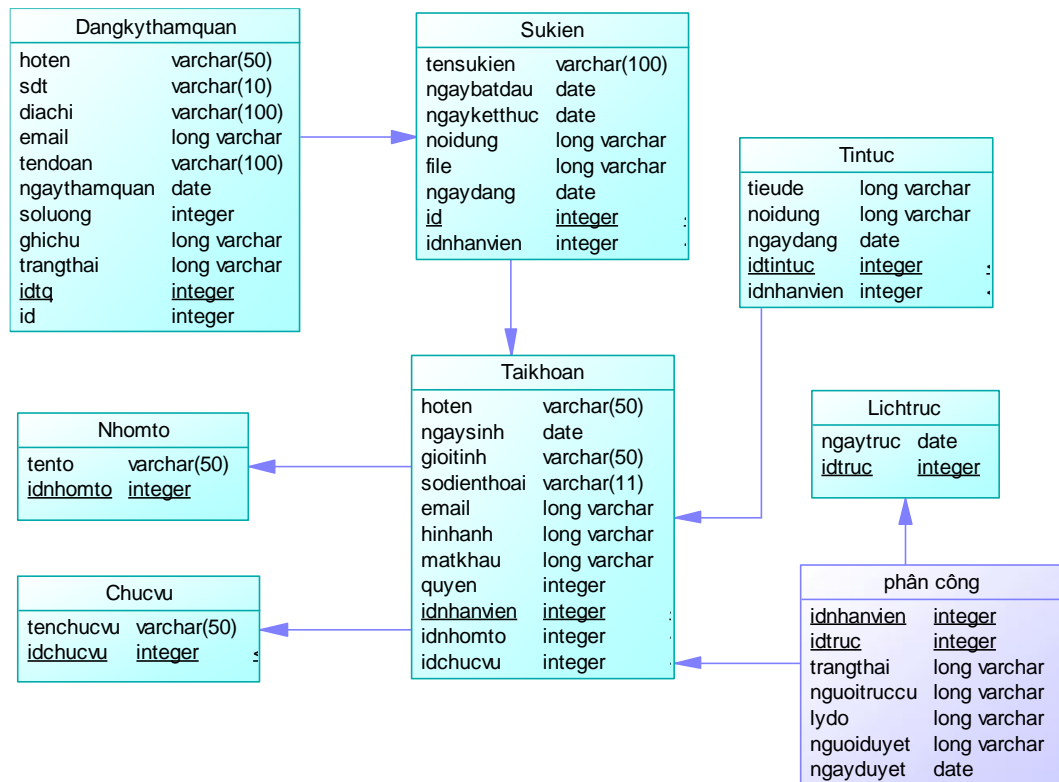 Dangkythamquan
hoten varchar(50)
sdt varchar(10)
diachi varchar(100)
email long varchar
tendoan varchar(100)
ngaythamquan date
soluong integer
ghichu long varchar
trangthai long varchar
idtq integer
id integer
Sukien
tensukien varchar(100)
ngaybatdau date
ngayketthuc date
noidung long varchar
file long varchar
ngaydang date
id integer
idnhanvien integer
Tintuc
tieude long varchar
noidung long varchar
ngaydang date
idtintuc integer
idnhanvien integer
Taikhoan
hoten varchar(50)
ngaysinh date
gioitinh varchar(50)
sodienthoai varchar(11)
email long varchar
hinhanh long varchar
matkhau long varchar
quyen integer
idnhanvien integer
idnhomto integer
idchucvu integer
Nhomto
tento varchar(50)
idnhomto integer
Chucvu
tenchucvu varchar(50)
idchucvu integer
Lichtruc
ngaytruc date
idtruc integer
phân công
idnhanvien integer
idtruc integer
trangthai long varchar
nguoitruccu long varchar
lydo long varchar
nguoiduyet long varchar
ngayduyet date